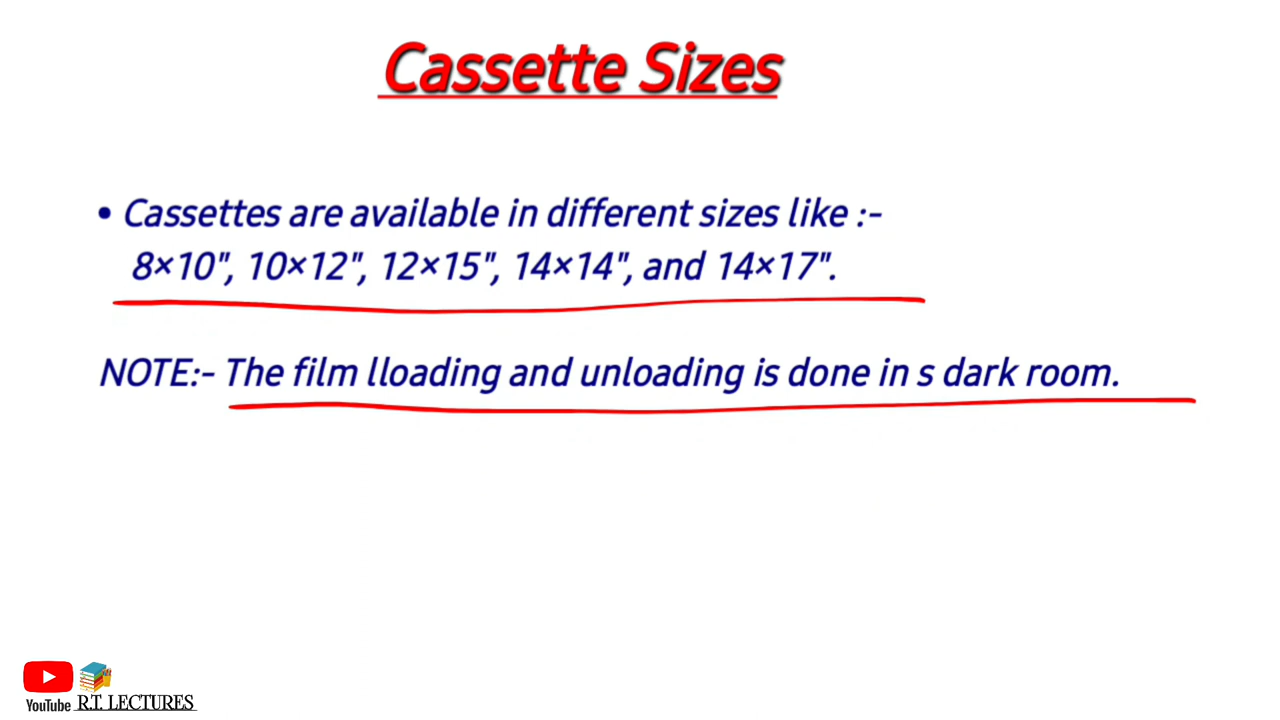 Cassette Sizes
• Cassettes are available in different sizes like :-
8×10", 10×12", 12×15", 14×14", and 14×17".
NOTE:- The film lloading and unloading is done in s dark room.
YouTube R.T. LECTURES